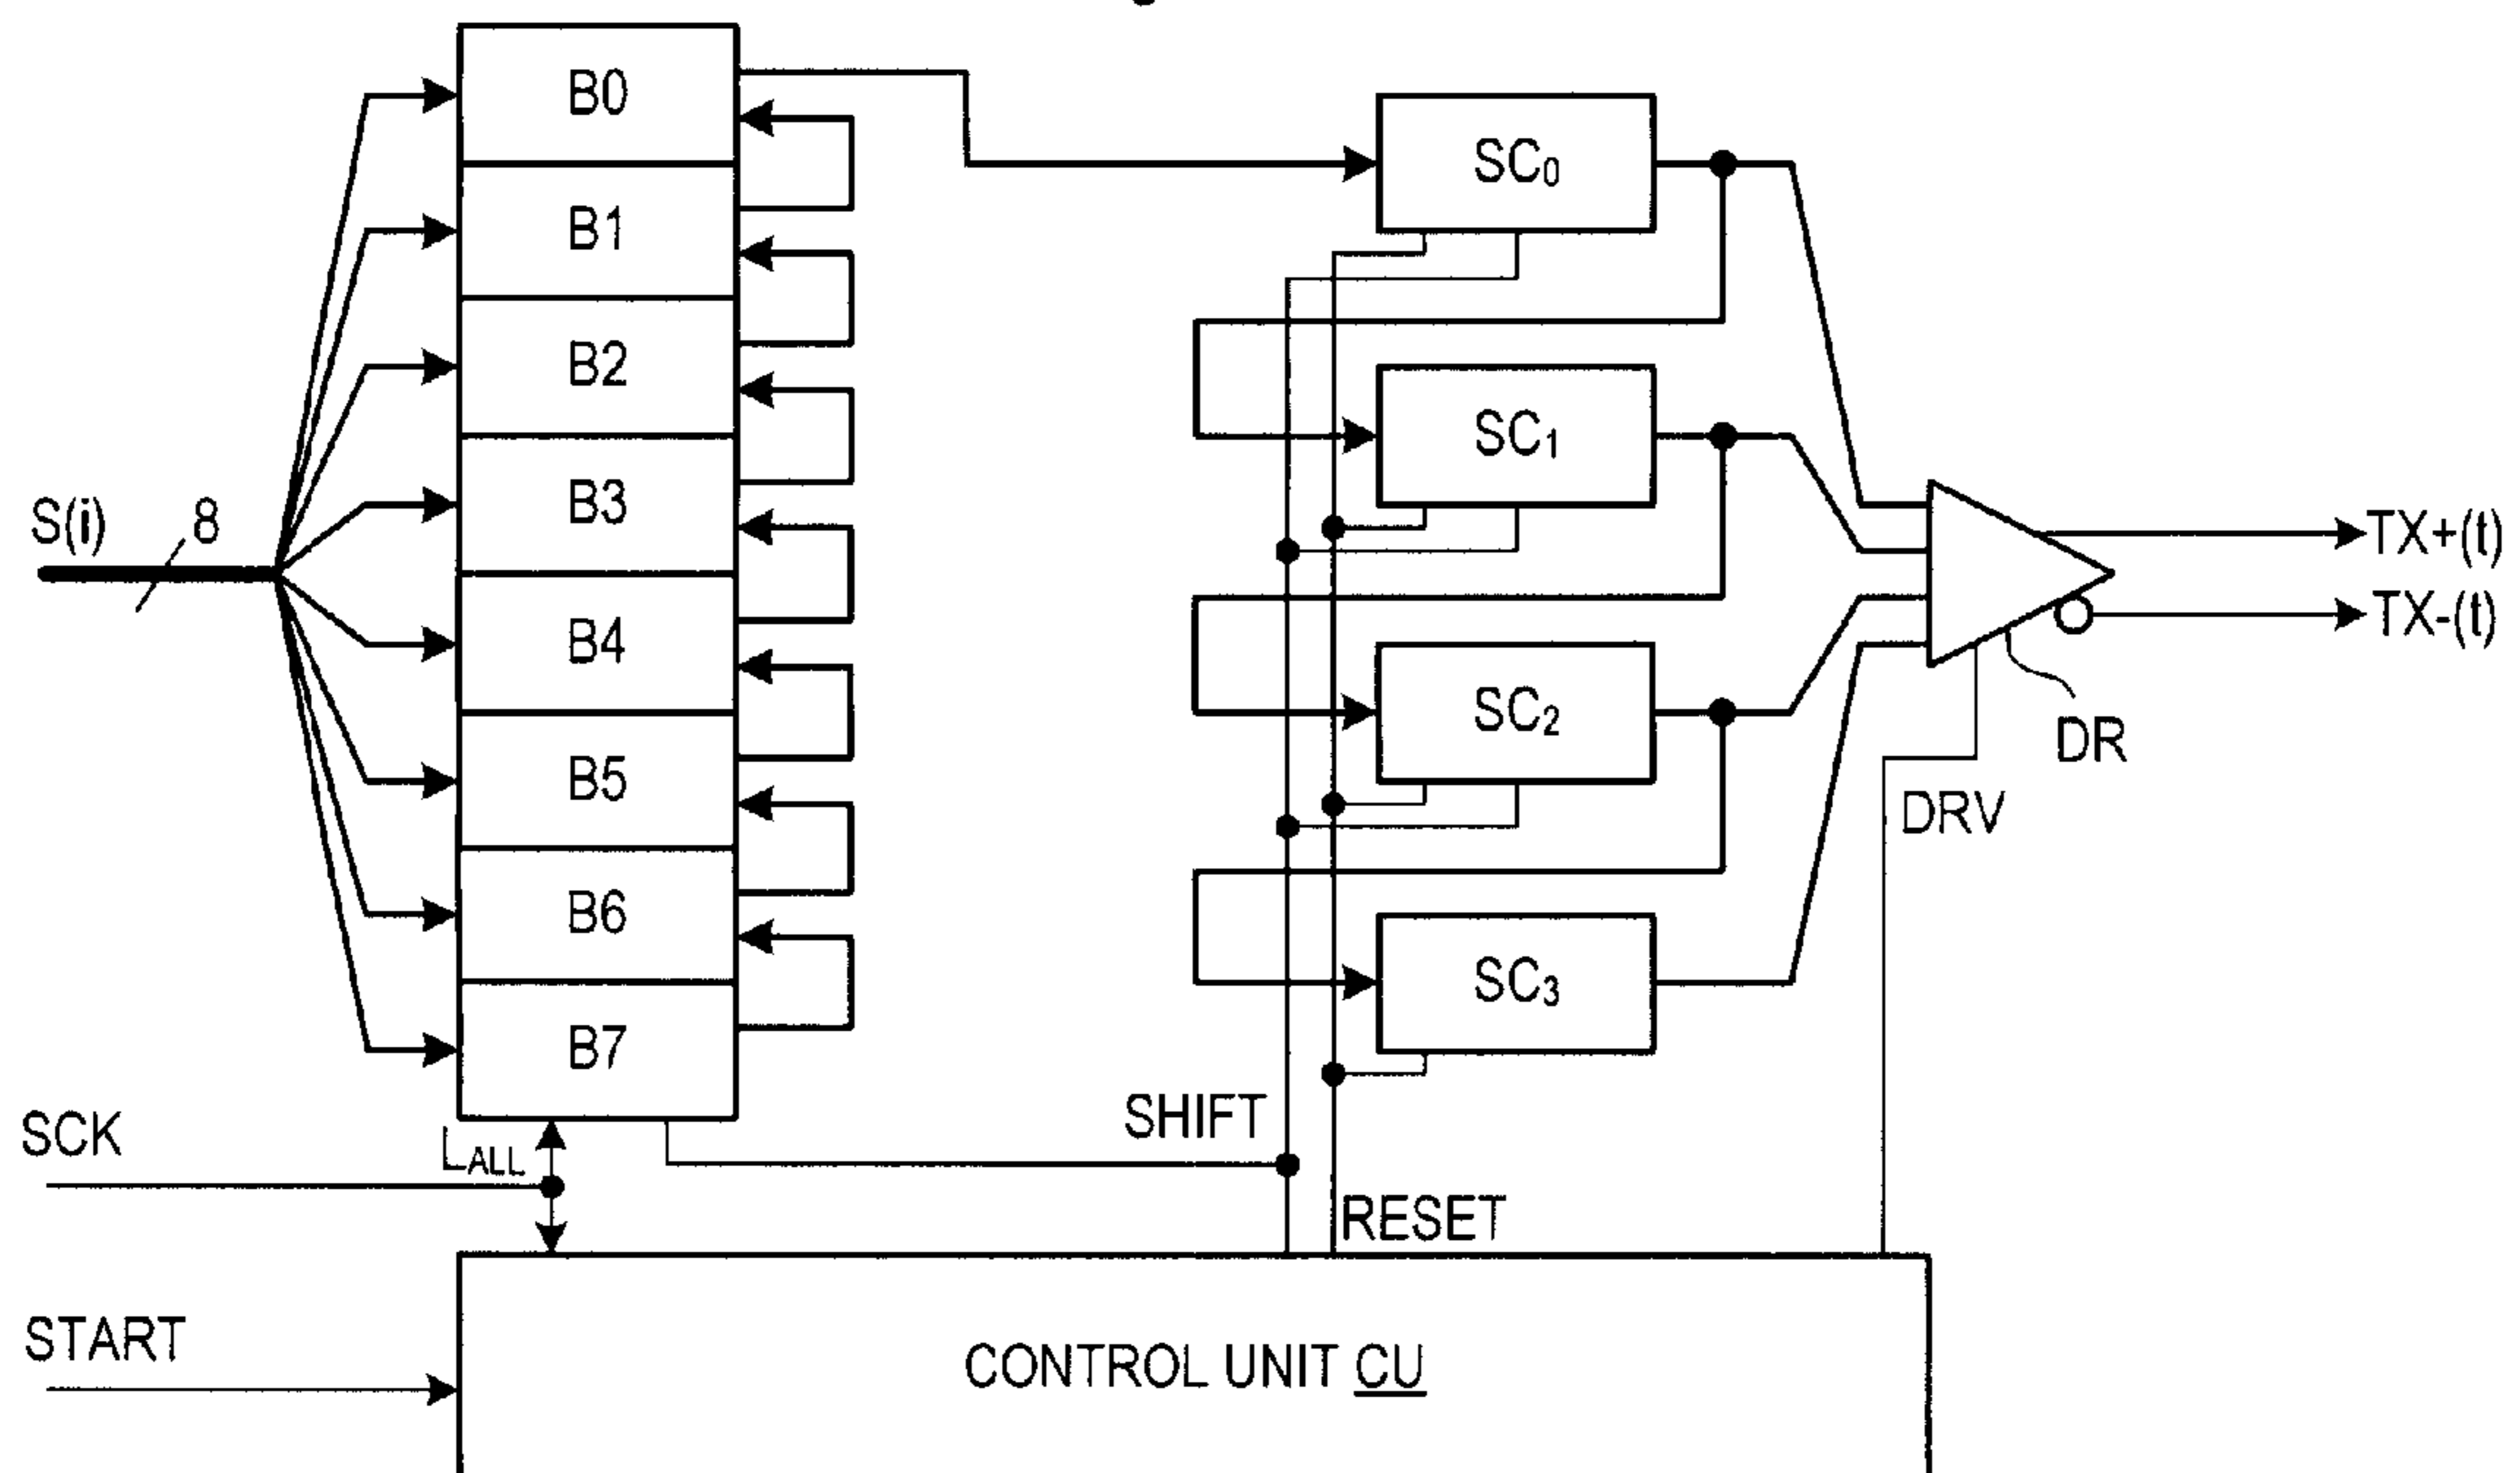 B0
B1
B2
B3
B4
B5
B6
B7
S(i)
8
SC0
SC1
SC2
SC3
TX+(t)
TX-(t)
DR
DRV
SCK
LALL
SHIFT
RESET
START
CONTROL UNIT CU